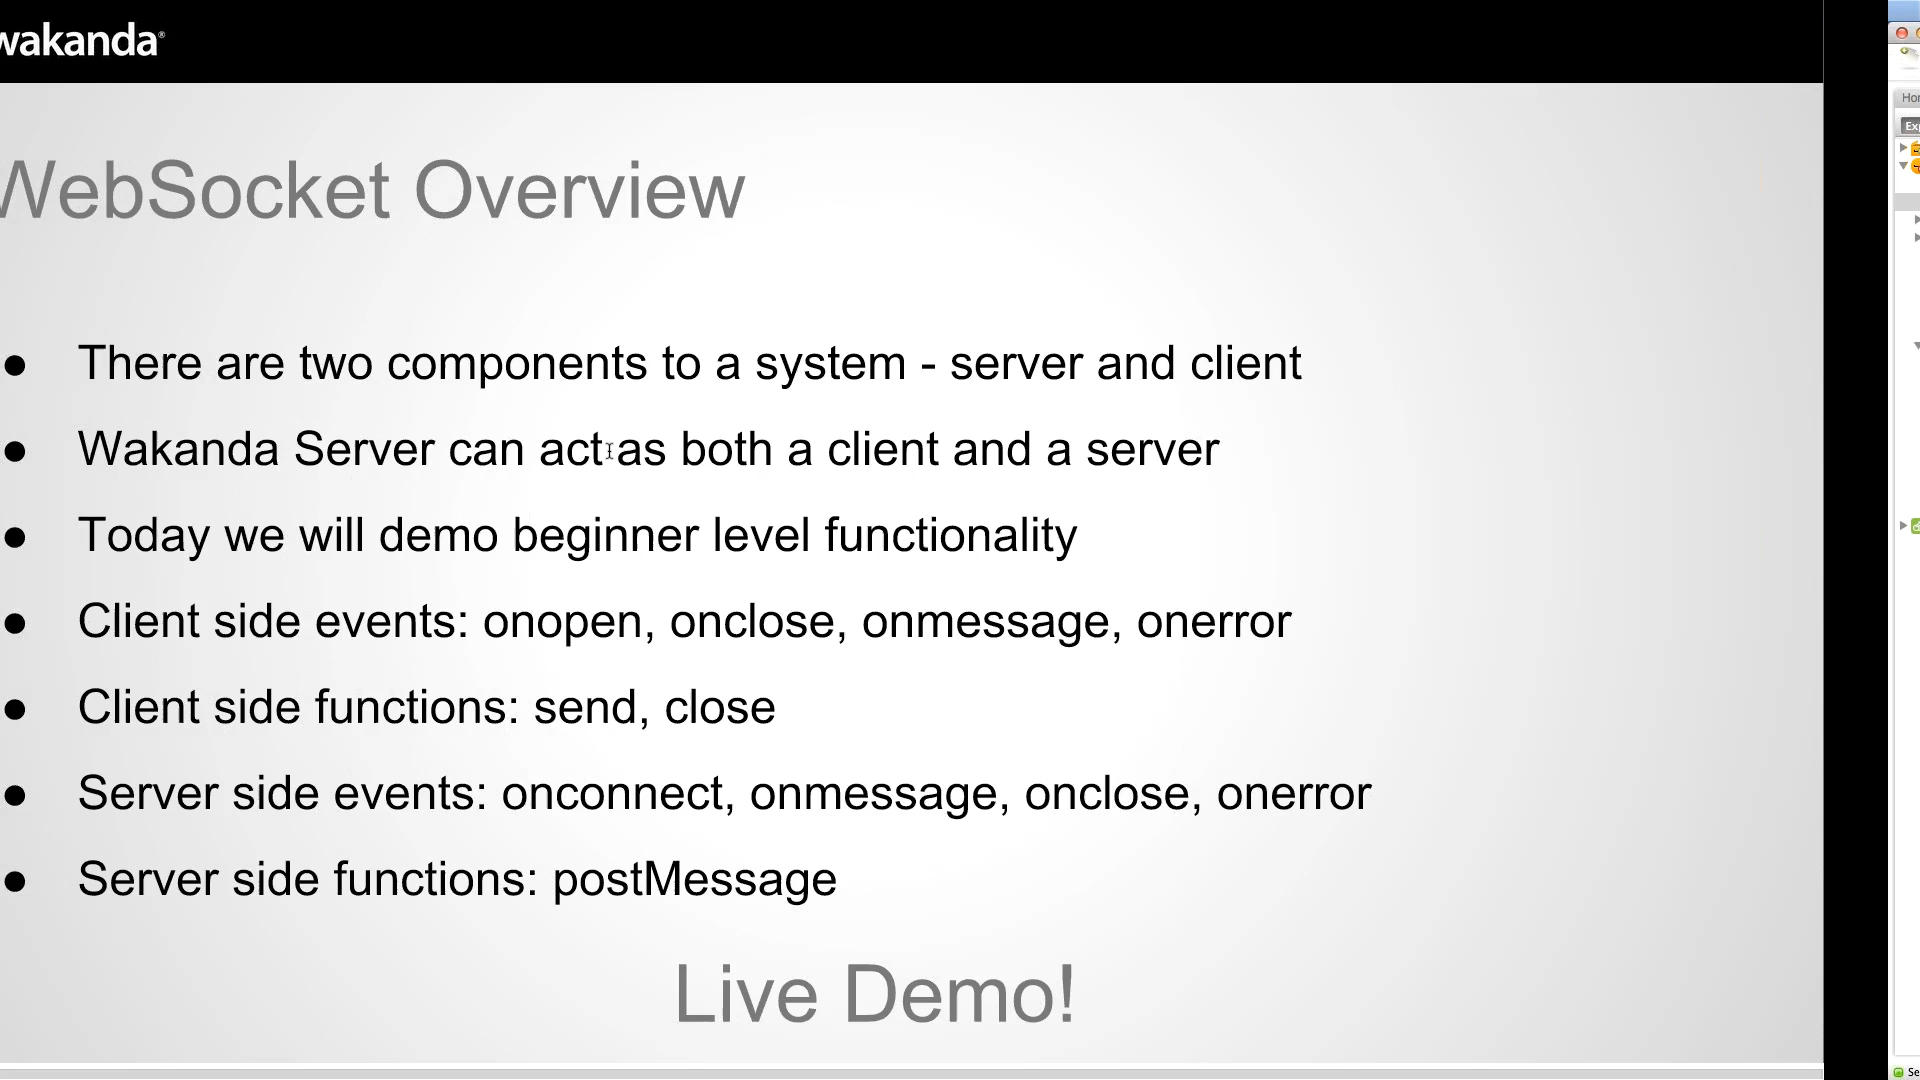 wakanda®
WebSocket Overview
● There are two components to a system - server and client
● Wakanda Server can act as both a client and a server
● Today we will demo beginner level functionality
● Client side events: onopen, onclose, onmessage, onerror
● Client side functions: send, close
● Server side events: onconnect, onmessage, onclose, onerror
● Server side functions: postMessage
Live Demo!